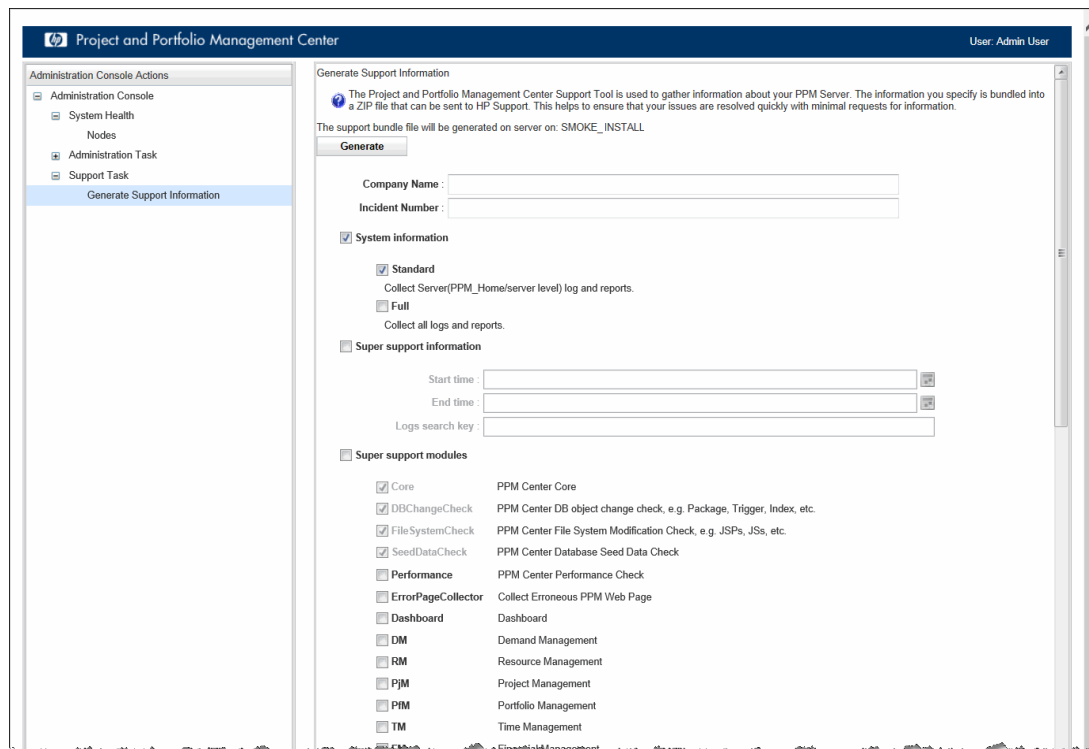 hp Project and Portfolio Management Center
User: Admin User
Administration Console Actions
Administration Console
System Health
Nodes
Administration Task
Support Task
Generate Support Information
Generate Support Information
The Project and Portfolio Management Center Support Tool is used to gather information about your PPM Server. The information you specify is bundled into
a ZIP file that can be sent to HP Support. This helps to ensure that your issues are resolved quickly with minimal requests for information.
The support bundle file will be generated on server on: SMOKE_INSTALL
Generate
Company Name :
Incident Number :
System information
Standard
Collect Server(PPM_Home/server level) log and reports.
Full
Collect all logs and reports.
Super support information
Start time :
End time :
Logs search key :
Super support modules
Core PPM Center Core
DBChangeCheck PPM Center DB object change check, e.g. Package, Trigger, Index, etc.
FileSystemCheck PPM Center File System Modification Check, e.g. JSPs, JSs, etc.
SeedDataCheck PPM Center Database Seed Data Check
Performance PPM Center Performance Check
ErrorPageCollector Collect Erroneous PPM Web Page
Dashboard Dashboard
DM Demand Management
RM Resource Management
PjM Project Management
PfM Portfolio Management
TM Time Management
Financial Management